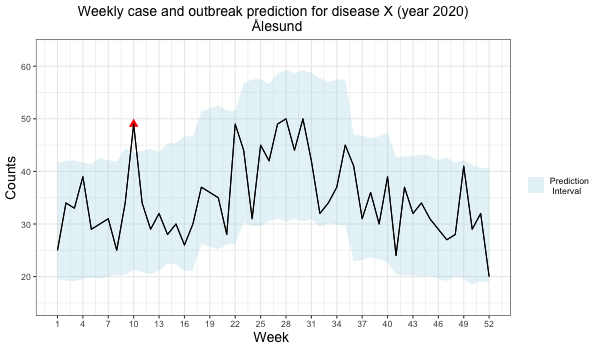 Weekly case and outbreak prediction for disease X (year 2020)
Ålesund
60
50
40
30
20
Counts
1 4 7 10 13 16 19 22 25 28 31 34 37 40 43 46 49 52
Week
Prediction
Interval